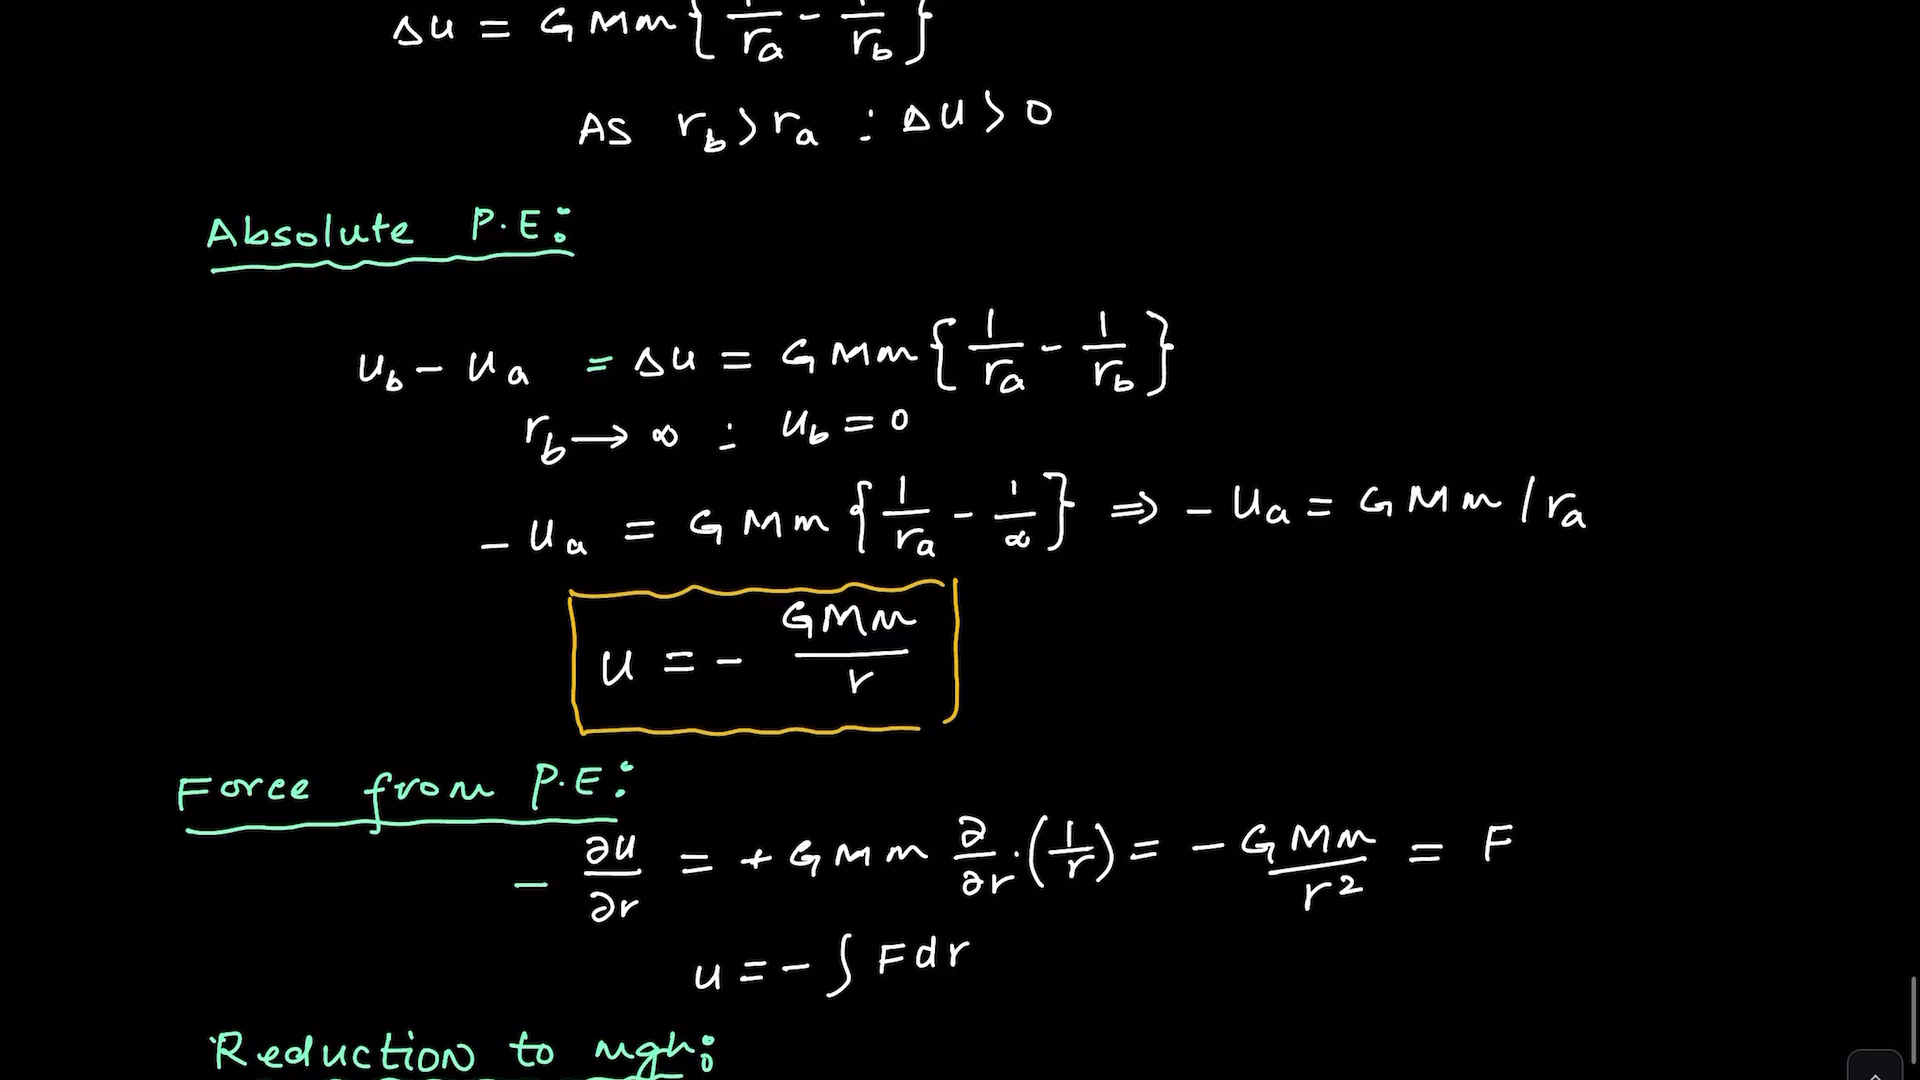 Δu = GMm { 1/ra - 1/rb }
As rb > ra : Δu > 0
Absolute P.E:
ub - ua = Δu = GMm { 1/ra - 1/rb }
rb → ∞ : ub = 0
- ua = GMm { 1/ra - 1/∞ } ⇒ - ua = GMm / ra
u = - GMm/r
Force from P.E:
- ∂u/∂r = + GMm ∂/∂r · (1/r) = - GMm/r² = F
u = - ∫ F dr
Reduction to mgh: